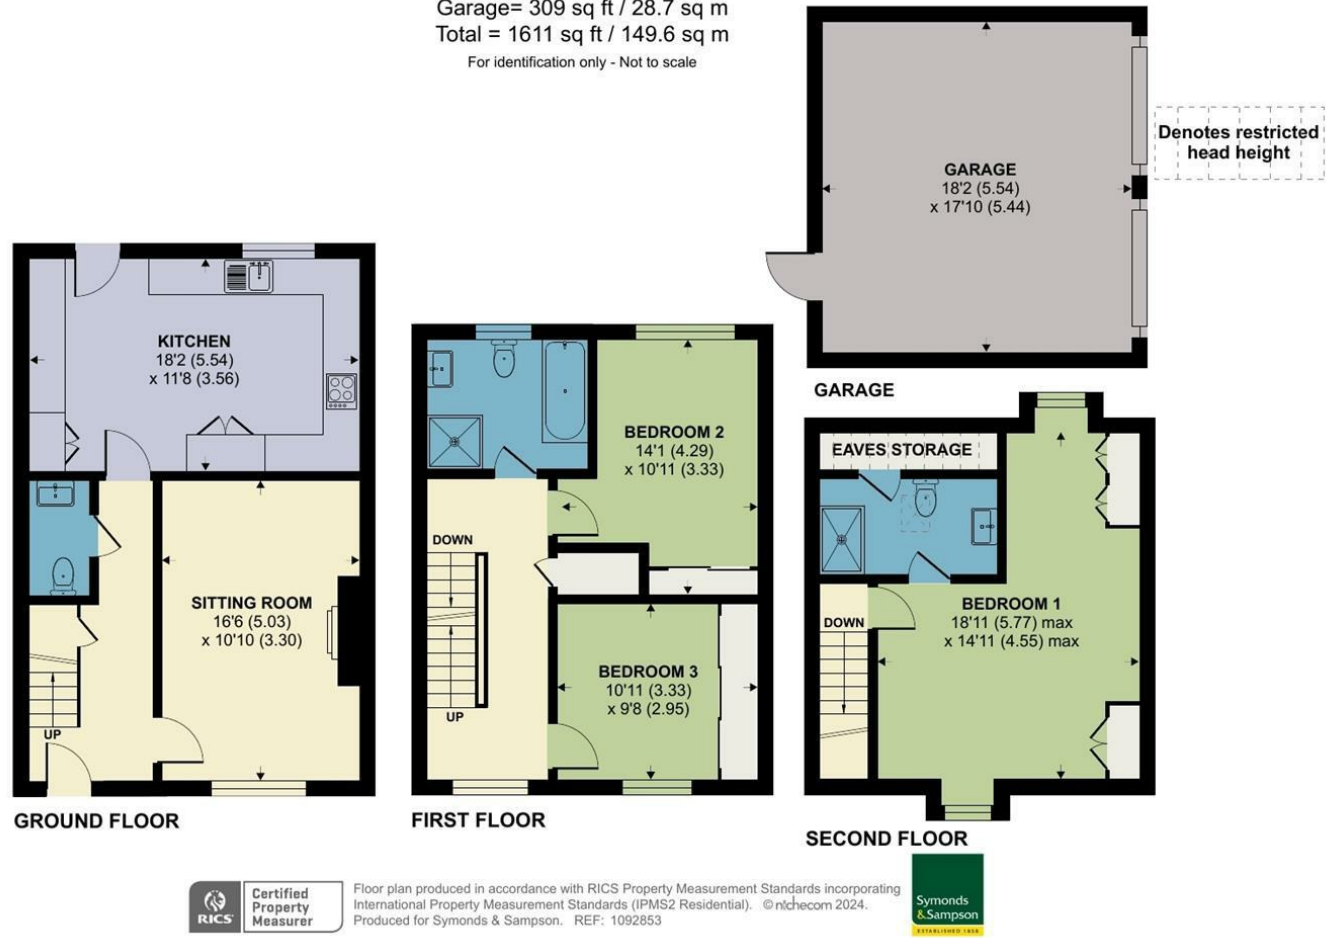 Garage= 309 sq ft / 28.7 sq m
Total = 1611 sq ft / 149.6 sq m
For identification only - Not to scale
Denotes restricted
head height
GARAGE
18'2 (5.54)
x 17'10 (5.44)
GARAGE
KITCHEN
18'2 (5.54)
x 11'8 (3.56)
SITTING ROOM
16'6 (5.03)
x 10'10 (3.30)
UP
GROUND FLOOR
BEDROOM 2
14'1 (4.29)
x 10'11 (3.33)
DOWN
UP
BEDROOM 3
10'11 (3.33)
x 9'8 (2.95)
FIRST FLOOR
EAVES STORAGE
DOWN
BEDROOM 1
18'11 (5.77) max
x 14'11 (4.55) max
SECOND FLOOR
RICS
Certified
Property
Measurer
Floor plan produced in accordance with RICS Property Measurement Standards incorporating
International Property Measurement Standards (IPMS2 Residential). © nichecom 2024.
Produced for Symonds & Sampson. REF: 1092853
Symonds
&Sampson
ESTABLISHED 1858